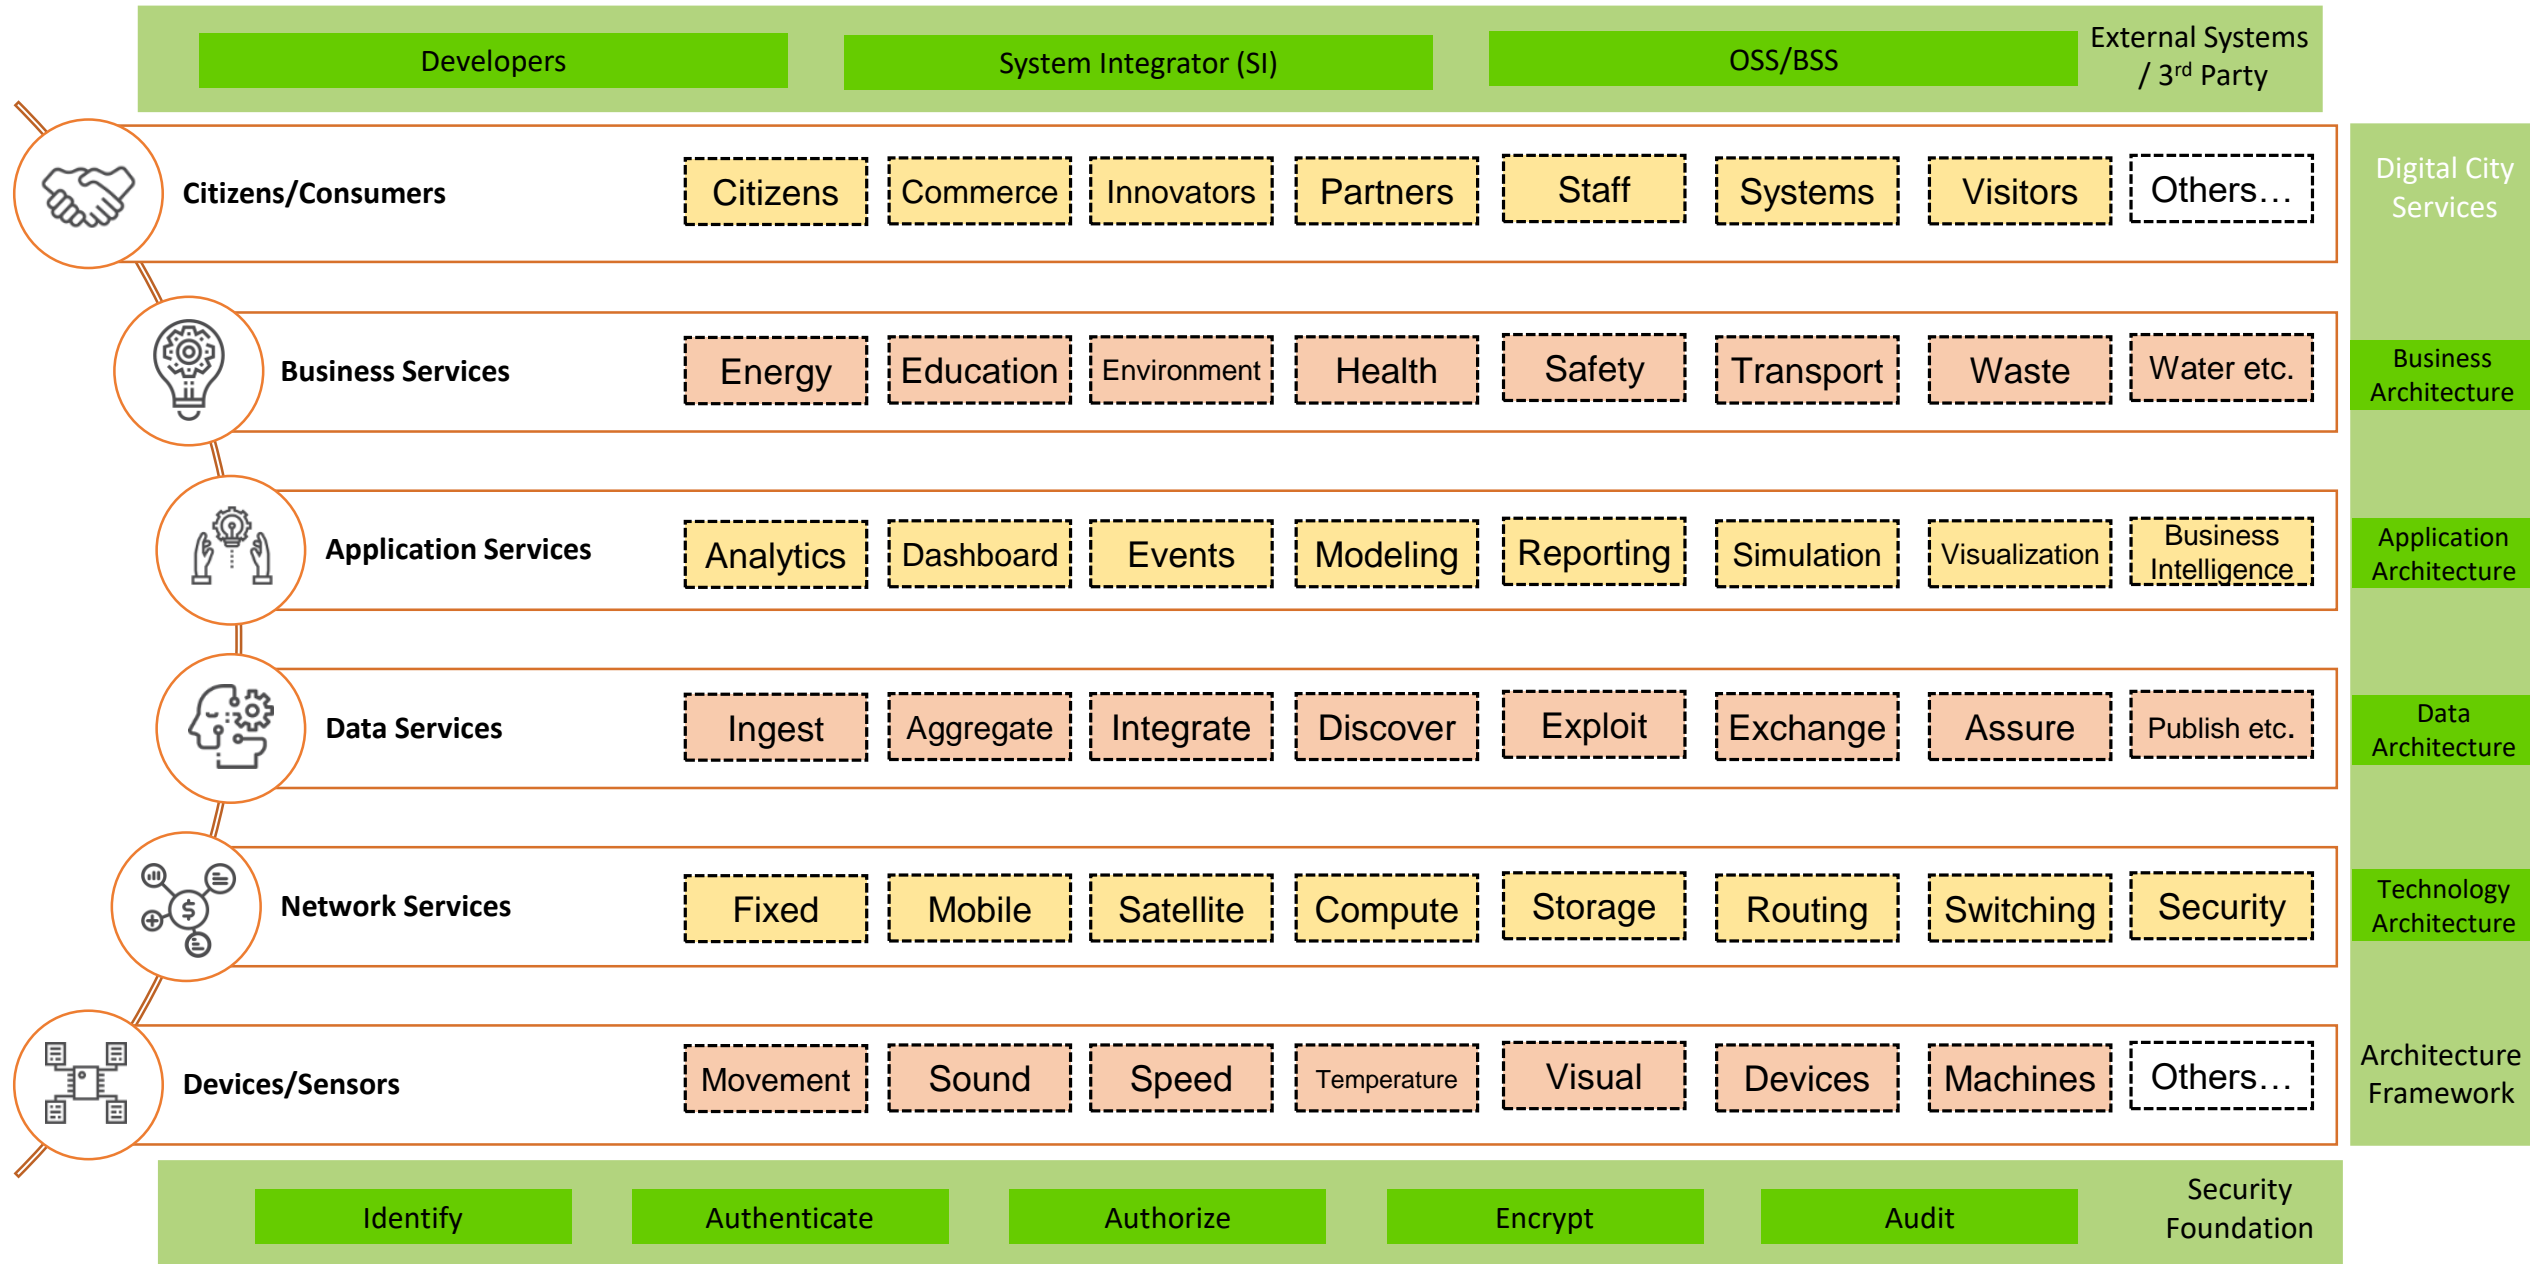 Developers
System Integrator (SI)
OSS/BSS
External Systems
/ 3rd Party
Citizens/Consumers
Citizens
Commerce
Innovators
Partners
Staff
Systems
Visitors
Others…
Digital City
Services
Business Services
Energy
Education
Environment
Health
Safety
Transport
Waste
Water etc.
Business
Architecture
Application Services
Analytics
Dashboard
Events
Modeling
Reporting
Simulation
Visualization
Business
Intelligence
Application
Architecture
Data Services
Ingest
Aggregate
Integrate
Discover
Exploit
Exchange
Assure
Publish etc.
Data
Architecture
Network Services
Fixed
Mobile
Satellite
Compute
Storage
Routing
Switching
Security
Technology
Architecture
Devices/Sensors
Movement
Sound
Speed
Temperature
Visual
Devices
Machines
Others…
Architecture
Framework
Identify
Authenticate
Authorize
Encrypt
Audit
Security
Foundation